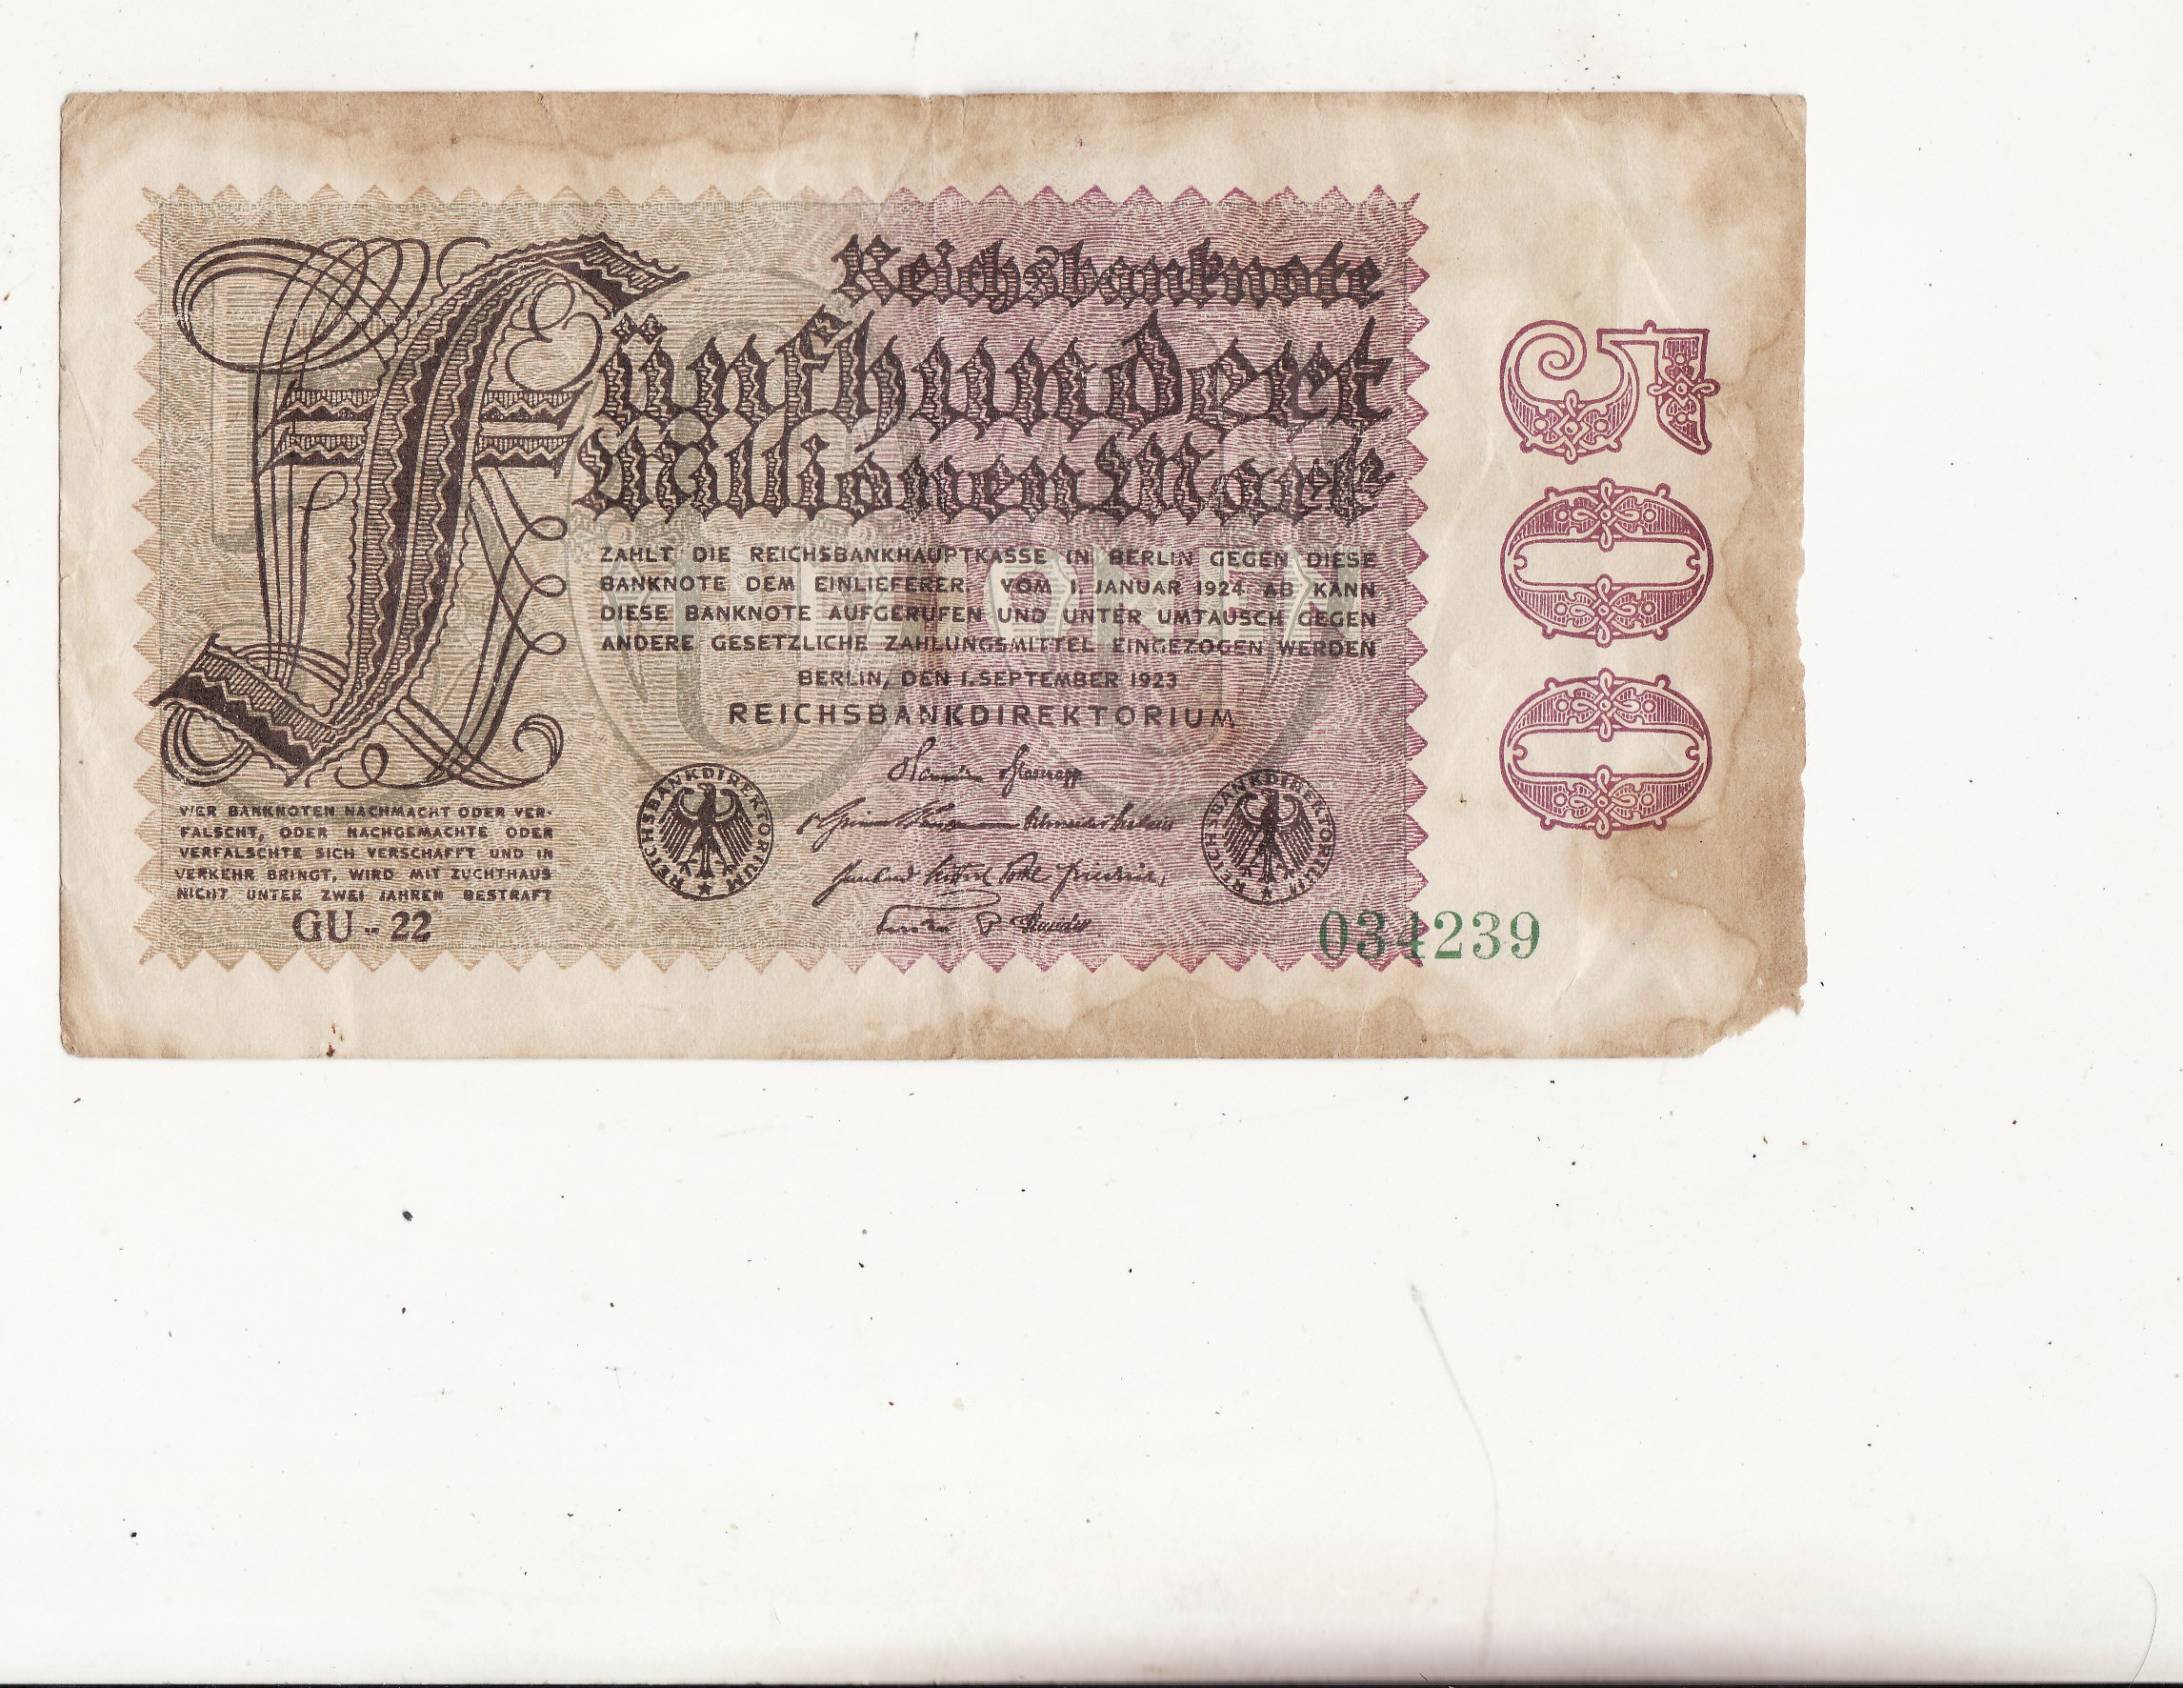 Reichsbanknote
Fünfhundert
Millionen Mark
ZAHLT DIE REICHSBANKHAUPTKASSE IN BERLIN GEGEN DIESE
BANKNOTE DEM EINLIEFERER. VOM 1. JANUAR 1924 AB KANN
DIESE BANKNOTE AUFGERUFEN UND UNTER UMTAUSCH GEGEN
ANDERE GESETZLICHE ZAHLUNGSMITTEL EINGEZOGEN WERDEN
BERLIN, DEN 1. SEPTEMBER 1923
REICHSBANKDIREKTORIUM
REICHSBANKDIREKTORIUM
REICHSBANKDIREKTORIUM
WER BANKNOTEN NACHMACHT ODER VER-
FÄLSCHT, ODER NACHGEMACHTE ODER
VERFÄLSCHTE SICH VERSCHAFFT UND IN
VERKEHR BRINGT, WIRD MIT ZUCHTHAUS
NICHT UNTER ZWEI JAHREN BESTRAFT
GU-22
034239
500